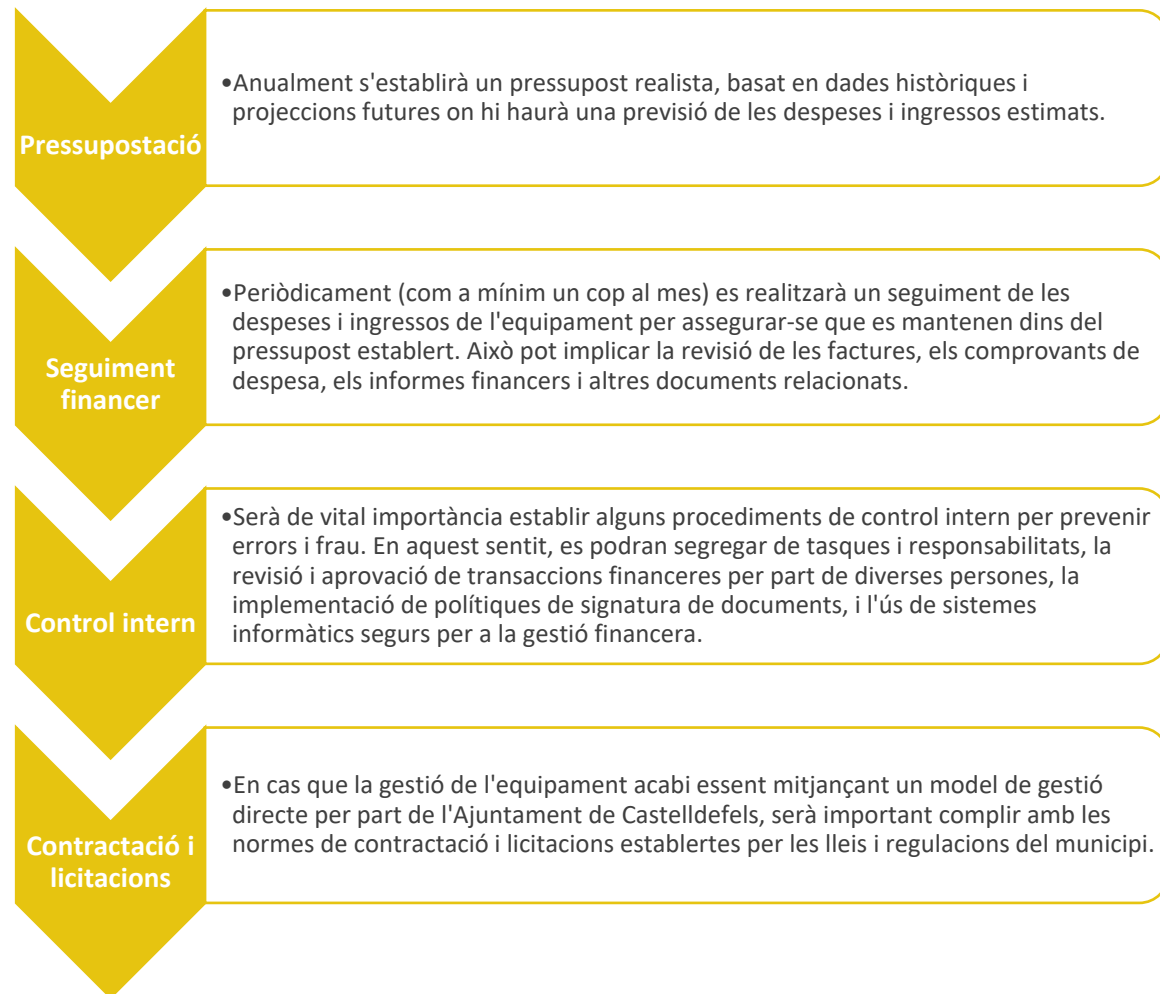 Pressupostació
•Anualment s'establirà un pressupost realista, basat en dades històriques i
projeccions futures on hi haurà una previsió de les despeses i ingressos estimats.
Seguiment
financer
•Periòdicament (com a mínim un cop al mes) es realitzarà un seguiment de les
despeses i ingressos de l'equipament per assegurar-se que es mantenen dins del
pressupost establert. Això pot implicar la revisió de les factures, els comprovants de
despesa, els informes financers i altres documents relacionats.
Control intern
•Serà de vital importància establir alguns procediments de control intern per prevenir
errors i frau. En aquest sentit, es podran segregar de tasques i responsabilitats, la
revisió i aprovació de transaccions financeres per part de diverses persones, la
implementació de polítiques de signatura de documents, i l'ús de sistemes
informàtics segurs per a la gestió financera.
Contractació i
licitacions
•En cas que la gestió de l'equipament acabi essent mitjançant un model de gestió
directe per part de l'Ajuntament de Castelldefels, serà important complir amb les
normes de contractació i licitacions establertes per les lleis i regulacions del municipi.